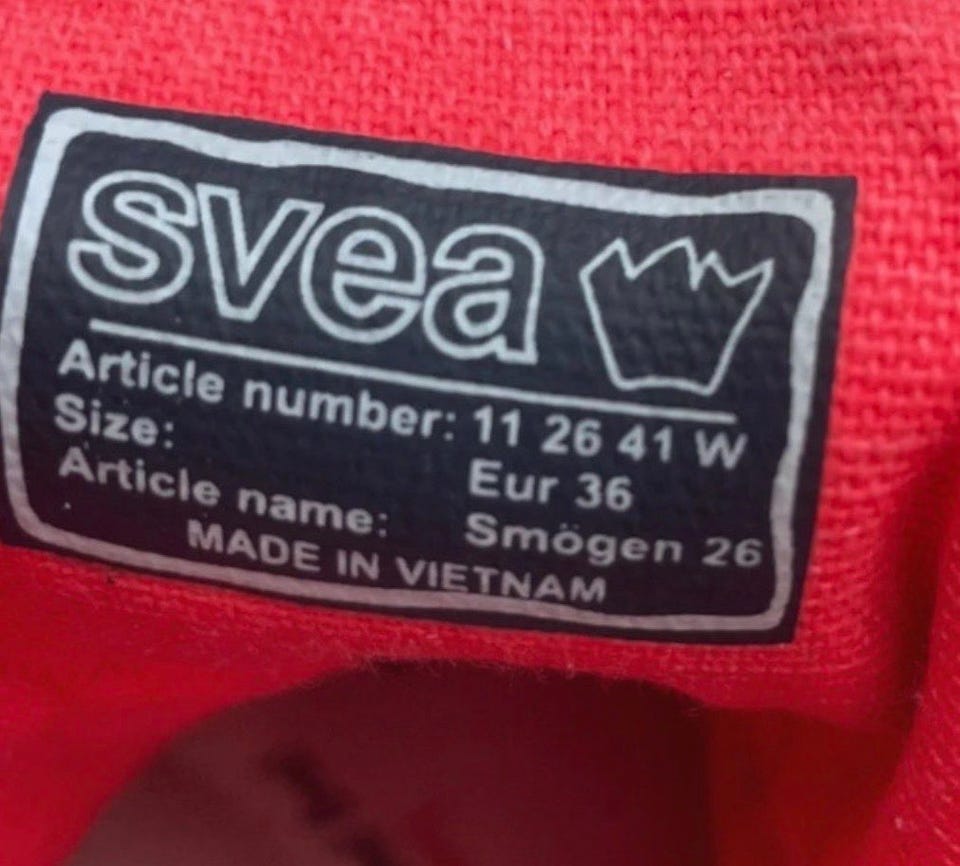 svea
Article number: 11 26 41 W
Size: Eur 36
Article name: Smögen 26
MADE IN VIETNAM